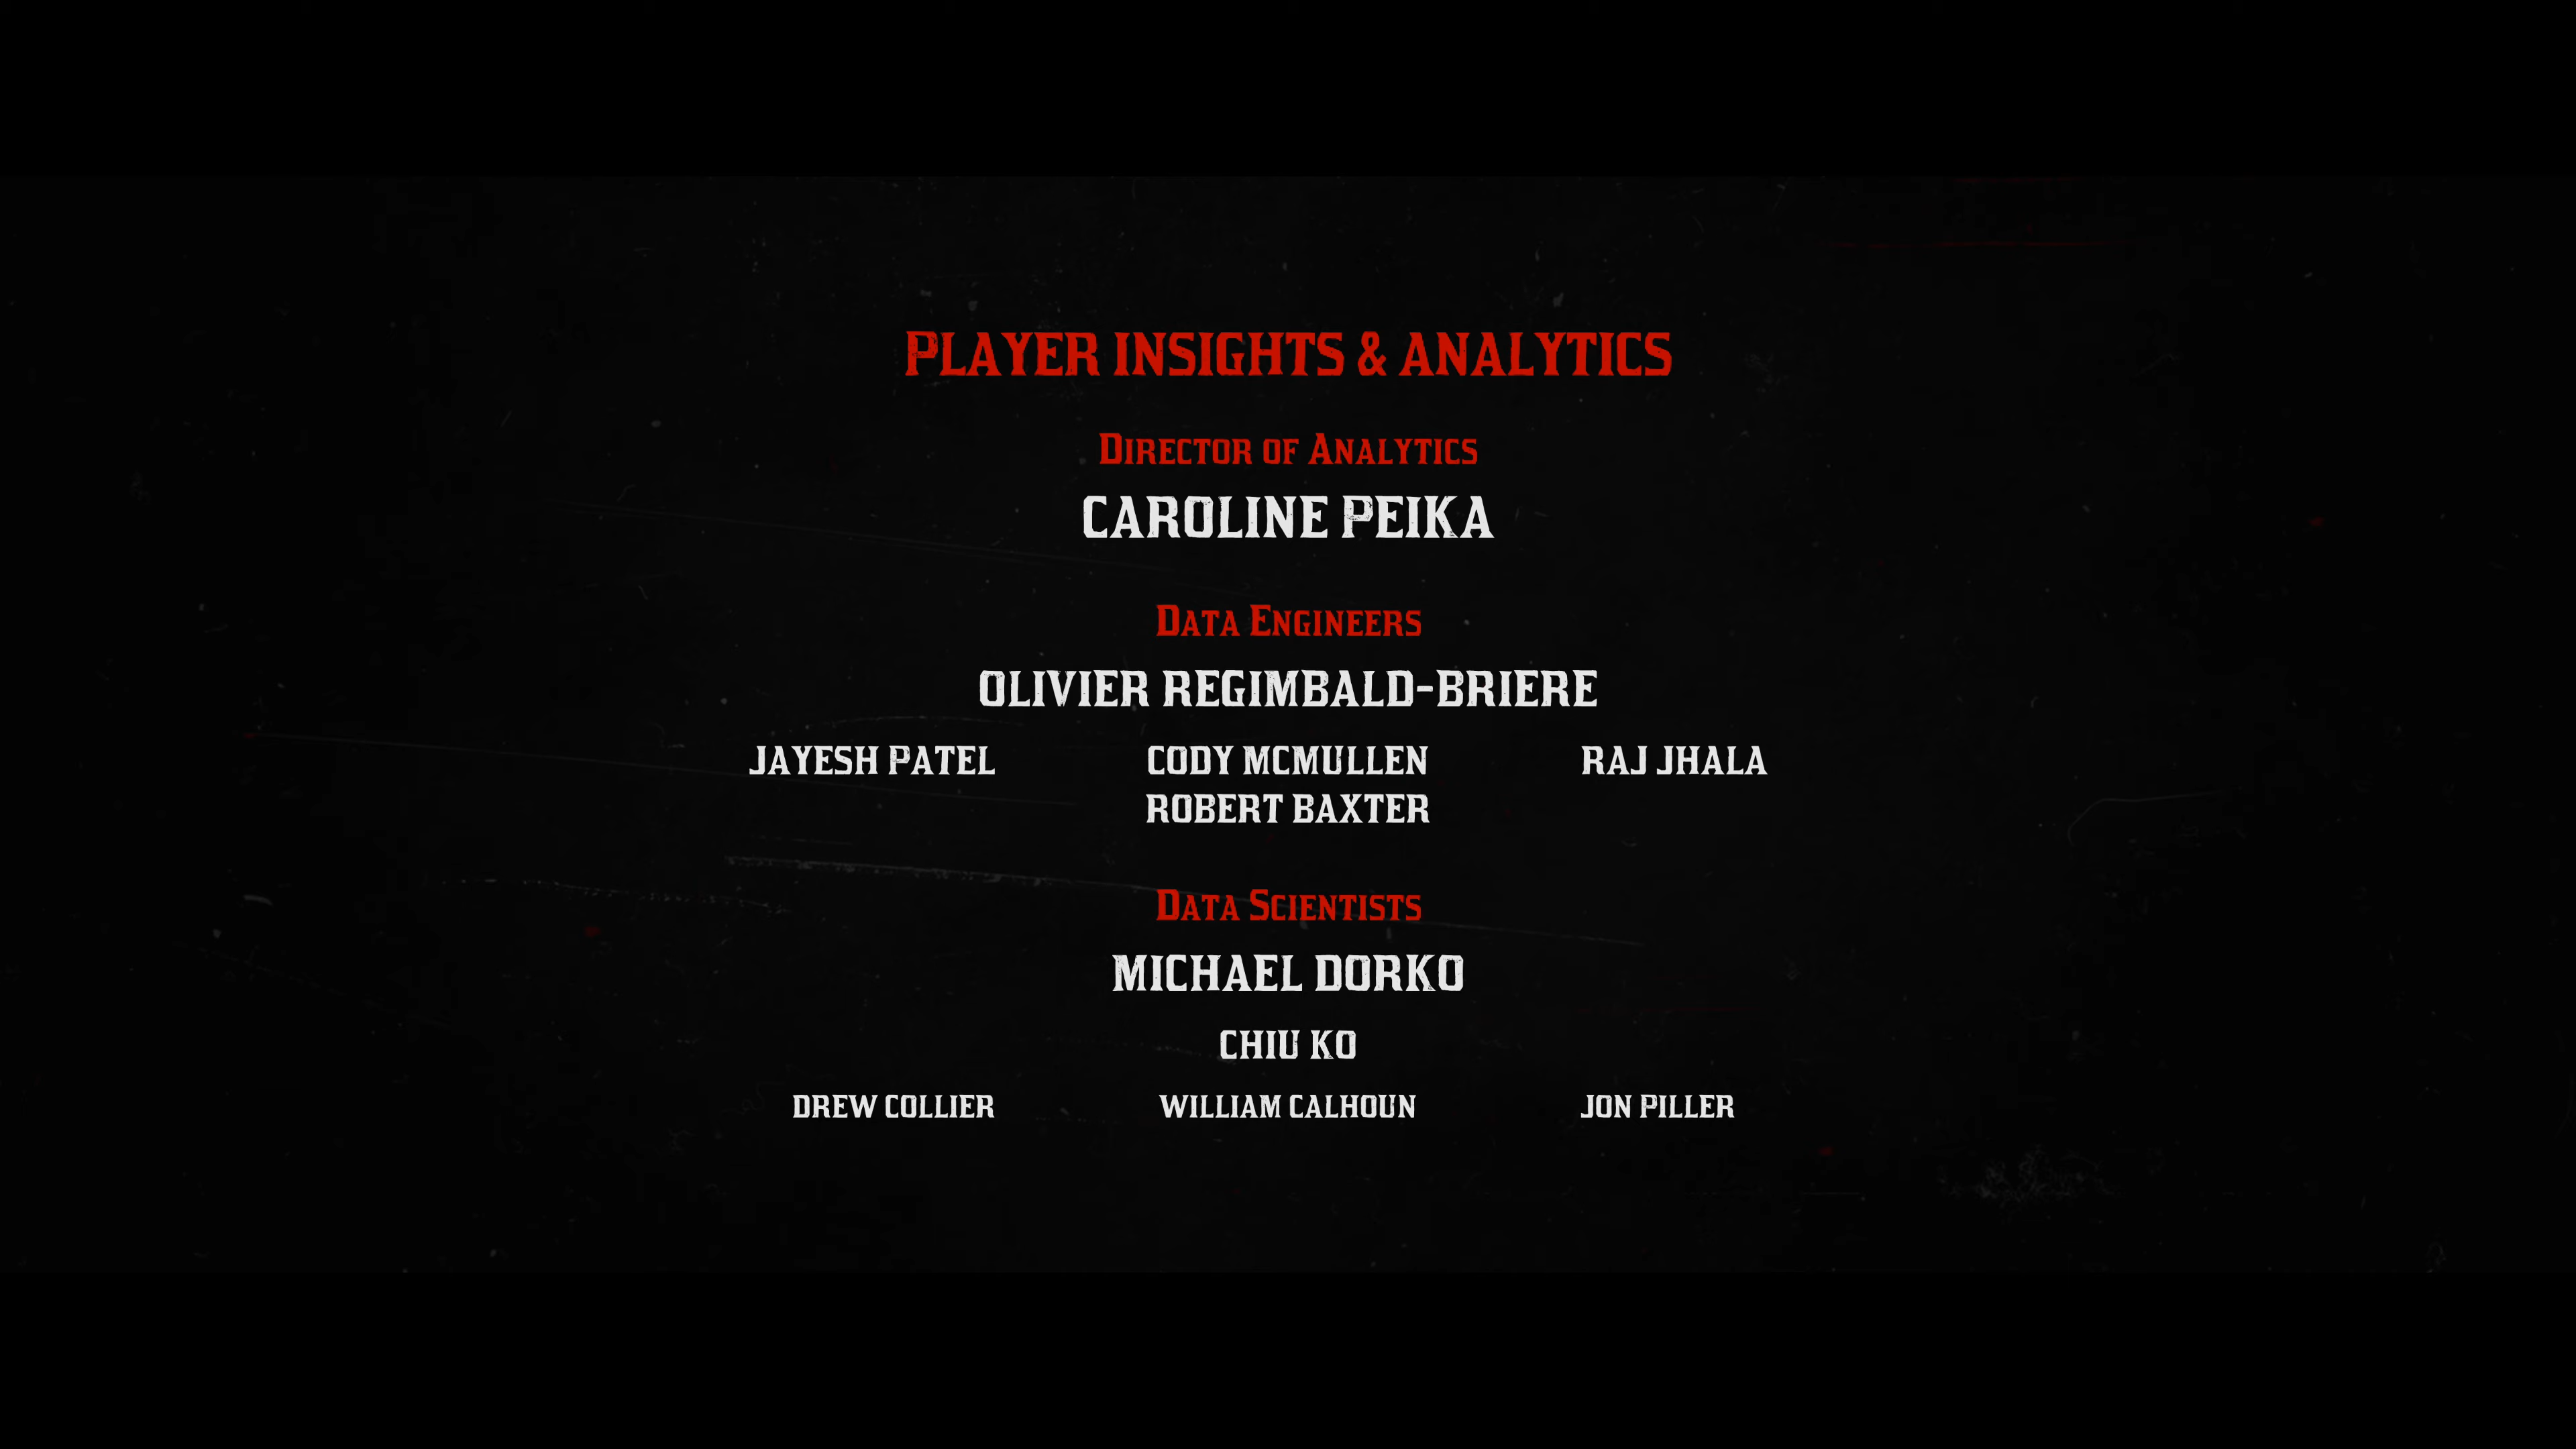 PLAYER INSIGHTS & ANALYTICS
DIRECTOR OF ANALYTICS
CAROLINE PEIKA
DATA ENGINEERS
OLIVIER REGIMBALD-BRIERE
JAYESH PATEL CODY MCMULLEN RAJ JHALA
ROBERT BAXTER
DATA SCIENTISTS
MICHAEL DORKO
CHIU KO
DREW COLLIER WILLIAM CALHOUN JON PILLER